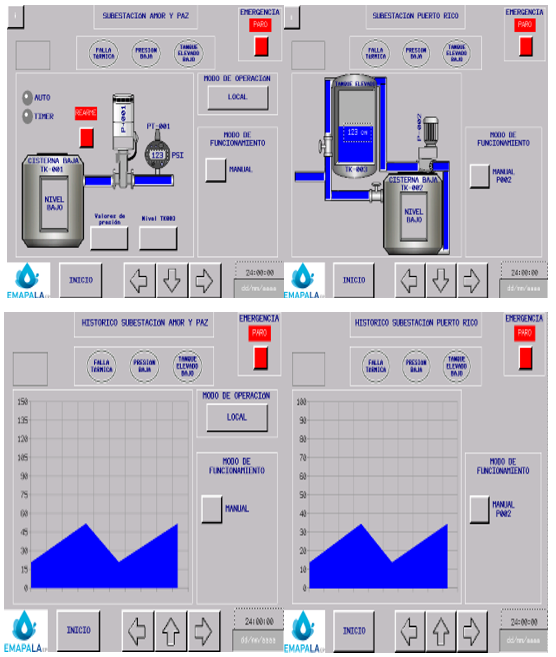 SUBESTACION AMOR Y PAZ
EMERGENCIA
PARO
FALLA
TéRMICA
PRESION
BAJA
TANQUE
ELEVADO
BAJO
AUTO
TIMER
REARME
P-001
PT-001
123
PSI
CISTERNA BAJA
TK-001
NIVEL
BAJO
Valores de
presión
Nivel TK003
MODO DE OPERACION
LOCAL
MODO DE
FUNCIONAMIENTO
MANUAL
EMAPALA
INICIO
24:00:00
dd/mm/aaaa
SUBESTACION PUERTO RICO
EMERGENCIA
PARO
FALLA
TéRMICA
PRESION
BAJA
TANQUE
ELEVADO
BAJO
TANQUE ELEVADO
123 cm
TK-003
P-002
CISTERNA BAJA
TK-002
NIVEL
BAJO
MODO DE
FUNCIONAMIENTO
MANUAL
P002
EMAPALA
INICIO
24:00:00
dd/mm/aaaa
HISTORICO SUBESTACION AMOR Y PAZ
EMERGENCIA
PARO
FALLA
TéRMICA
PRESION
BAJA
TANQUE
ELEVADO
BAJO
150
135
120
105
90
75
60
45
30
15
0
MODO DE OPERACION
LOCAL
MODO DE
FUNCIONAMIENTO
MANUAL
EMAPALA
INICIO
24:00:00
dd/mm/aaaa
HISTORICO SUBESTACION PUERTO RICO
EMERGENCIA
PARO
FALLA
TéRMICA
PRESION
BAJA
TANQUE
ELEVADO
BAJO
100
90
80
70
60
50
40
30
20
10
0
MODO DE
FUNCIONAMIENTO
MANUAL
P002
EMAPALA
INICIO
24:00:00
dd/mm/aaaa